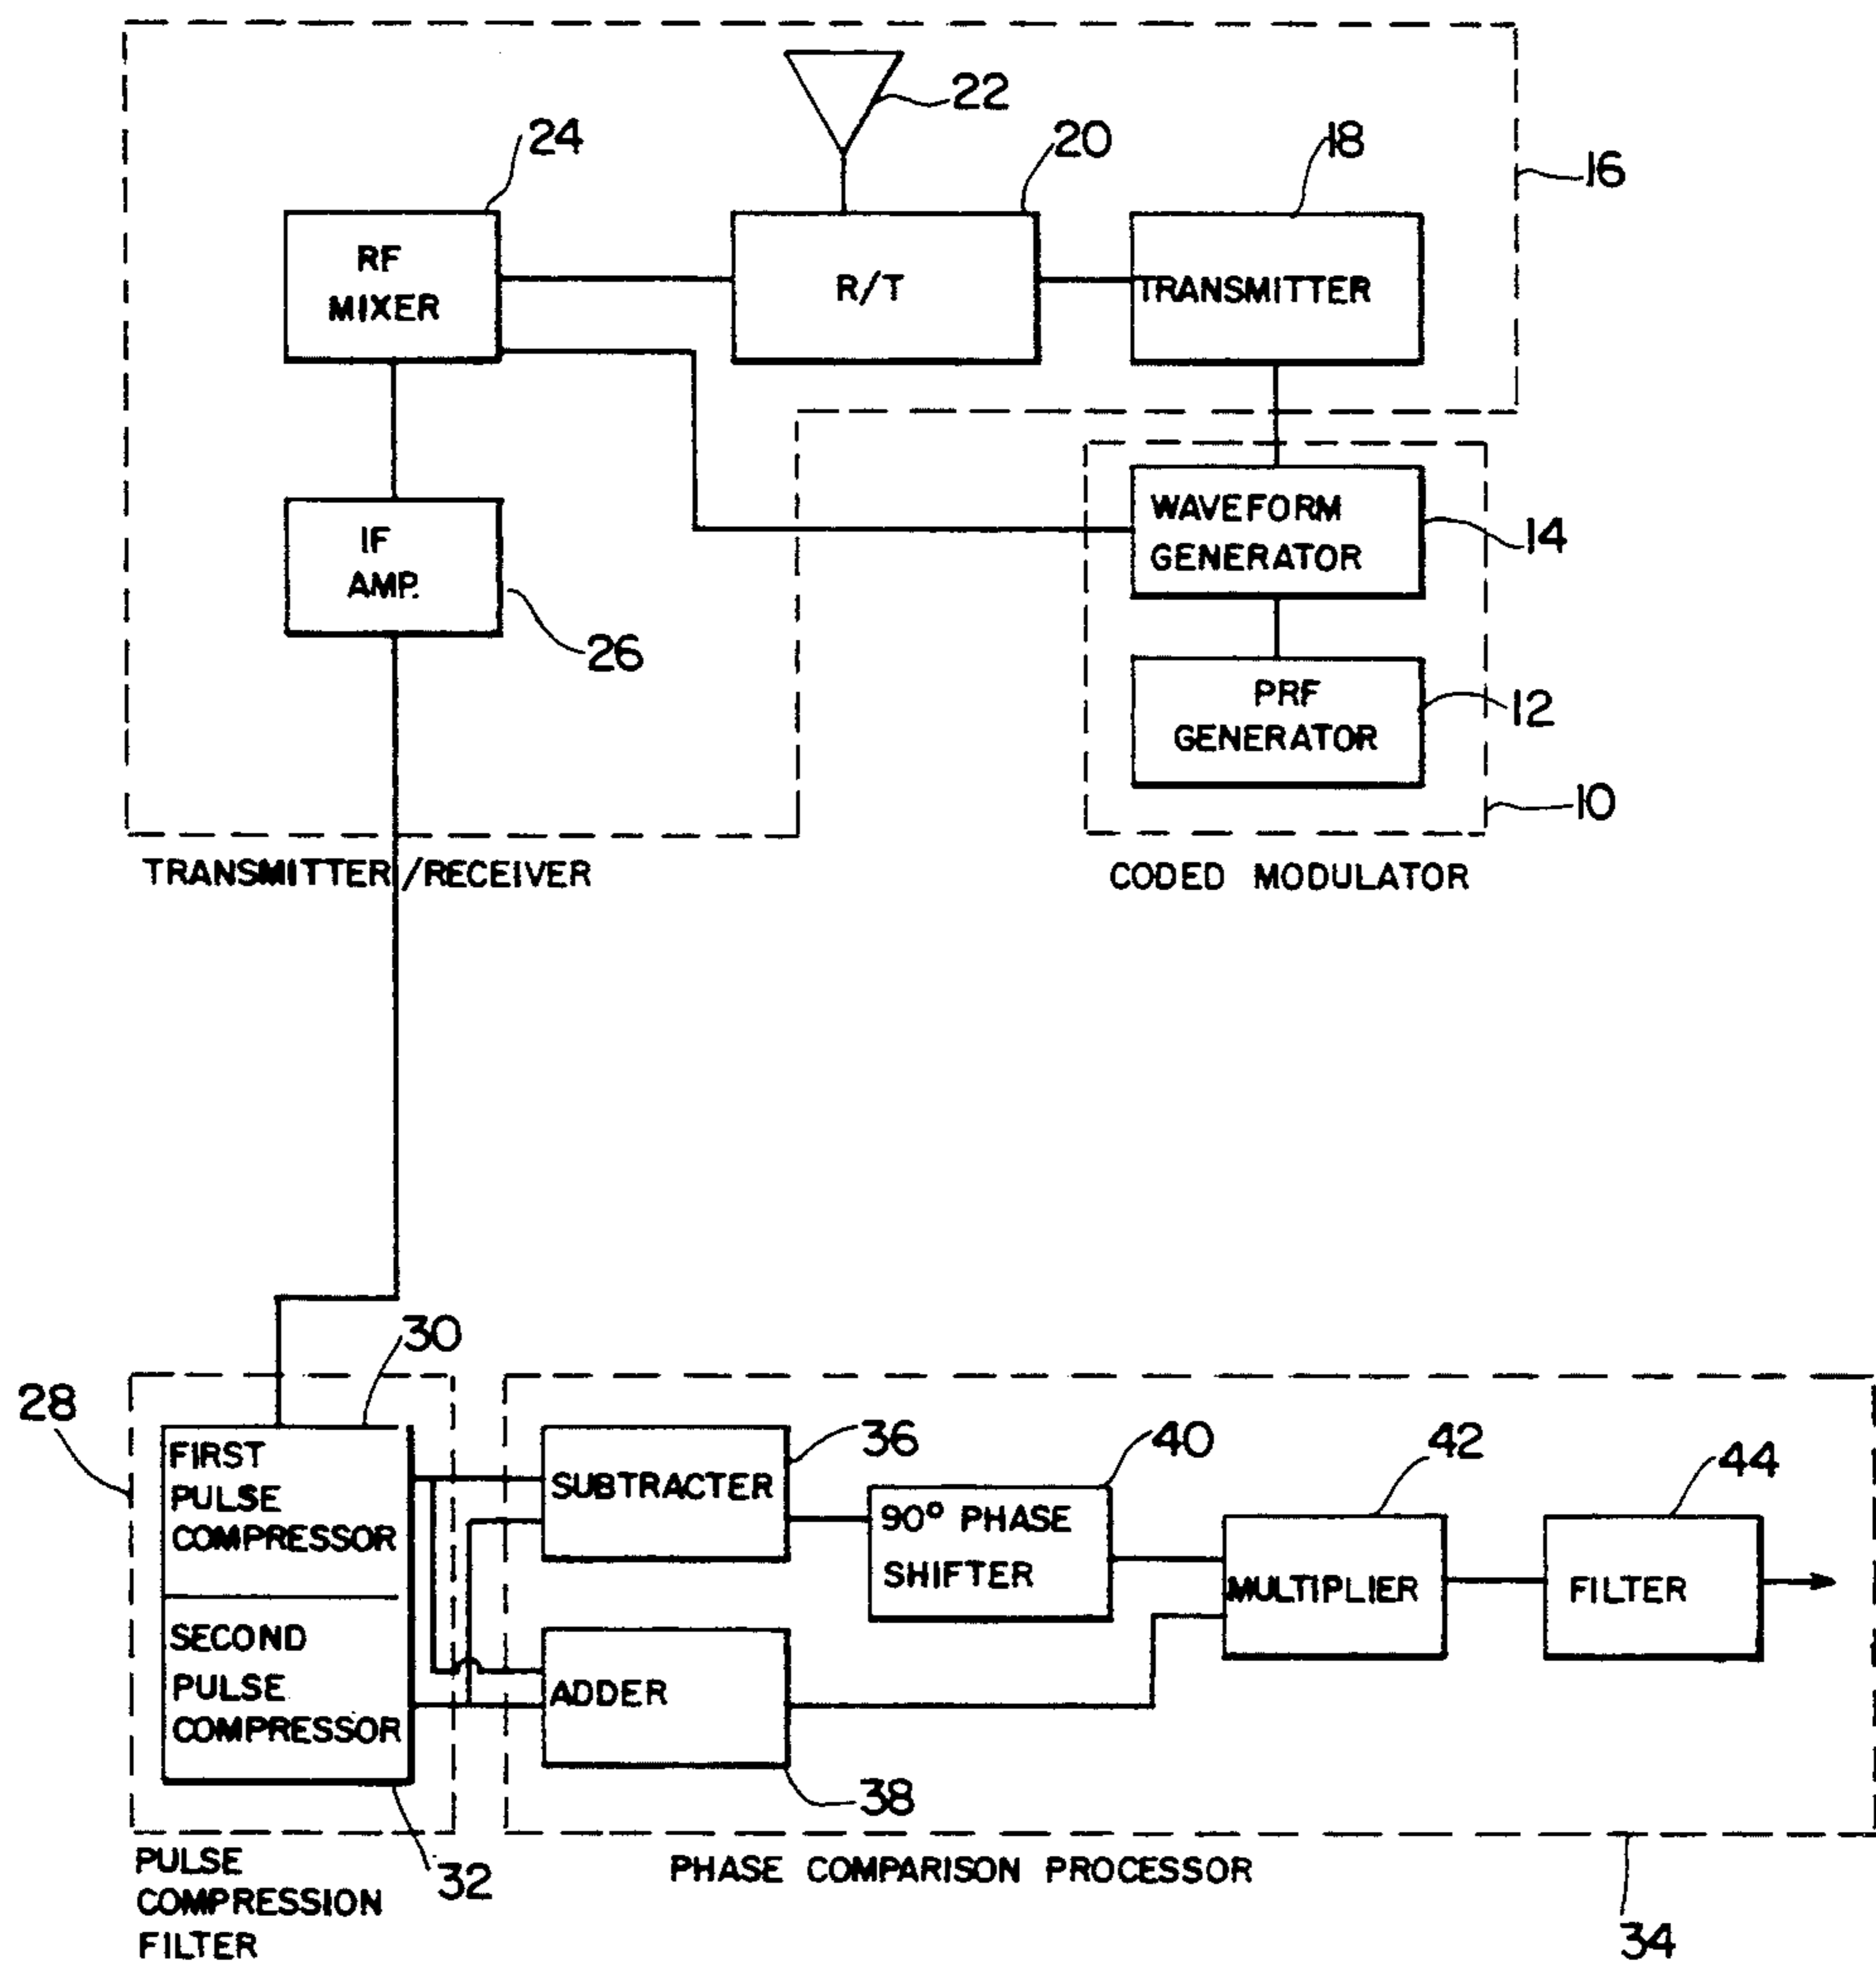 22
24
20
18
16
RF
MIXER
R/T
TRANSMITTER
IF
AMP.
26
WAVEFORM
GENERATOR
14
PRF
GENERATOR
12
10
TRANSMITTER/RECEIVER
CODED MODULATOR
30
28
FIRST
PULSE
COMPRESSOR
SECOND
PULSE
COMPRESSOR
32
PULSE
COMPRESSION
FILTER
SUBTRACTER
36
ADDER
38
90° PHASE
SHIFTER
40
MULTIPLIER
42
FILTER
44
PHASE COMPARISON PROCESSOR
34